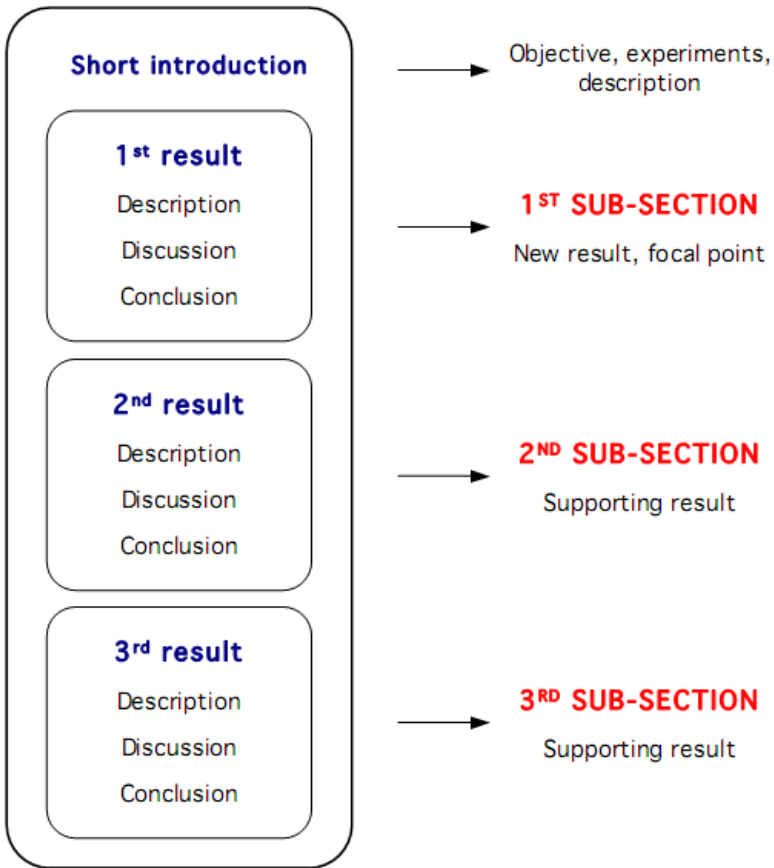 Short introduction
Objective, experiments,
description
1st result
Description
Discussion
Conclusion
1ST SUB-SECTION
New result, focal point
2nd result
Description
Discussion
Conclusion
2ND SUB-SECTION
Supporting result
3rd result
Description
Discussion
Conclusion
3RD SUB-SECTION
Supporting result